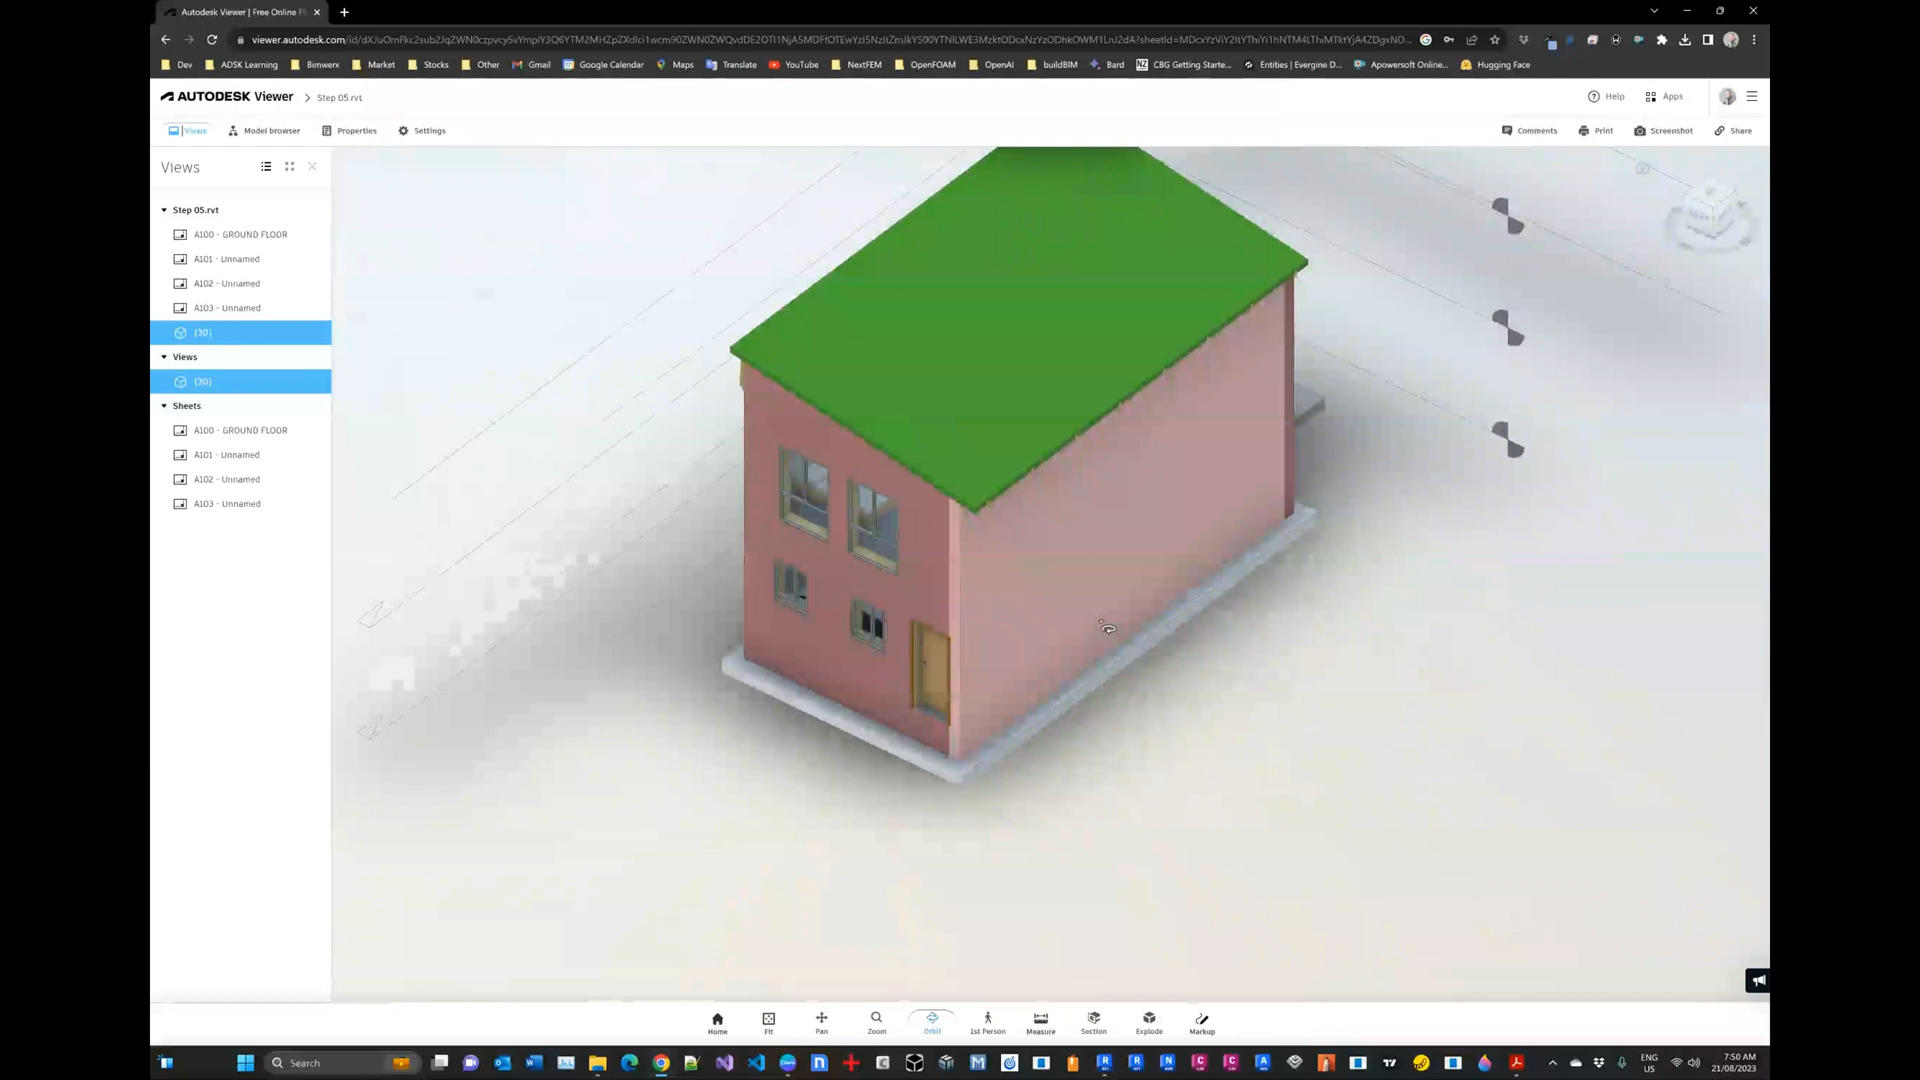 Autodesk Viewer | Free Online Fi
Dev
ADSK Learning
Bimwerx
Market
Stocks
Other
Gmail
Google Calendar
Maps
Translate
YouTube
NextFEM
OpenFOAM
OpenAI
buildBIM
Bard
CBG Getting Starte...
Entities | Evergine D...
Apowersoft Online...
Hugging Face
AUTODESK Viewer
Step 05.rvt
Help
Apps
Views
Model browser
Properties
Settings
Comments
Print
Screenshot
Share
Views
Step 05.rvt
A100 - GROUND FLOOR
A101 - Unnamed
A102 - Unnamed
A103 - Unnamed
{3D}
Views
{3D}
Sheets
A100 - GROUND FLOOR
A101 - Unnamed
A102 - Unnamed
A103 - Unnamed
Home
Fit
Pan
Zoom
Orbit
1st Person
Measure
Section
Explode
Markup
Search
ENG
US
7:50 AM
21/08/2023